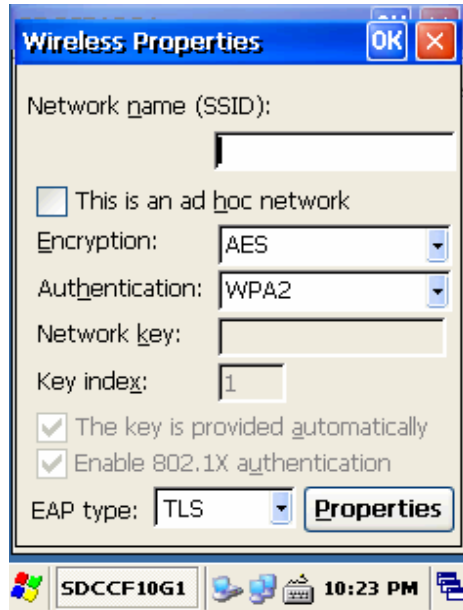 Wireless Properties OK
Network name (SSID):
This is an ad hoc network
Encryption: AES
Authentication: WPA2
Network key:
Key index: 1
The key is provided automatically
Enable 802.1X authentication
EAP type: TLS Properties
SDCCF10G1 10:23 PM